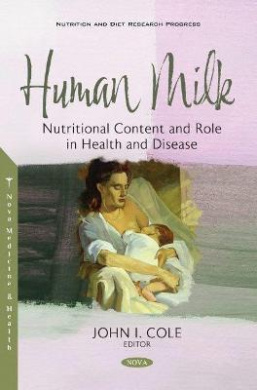 NUTRITION AND DIET RESEARCH PROGRESS
Human Milk
Nutritional Content and Role
in Health and Disease
Nova Medicine & Health
JOHN I. COLE
EDITOR
NOVA